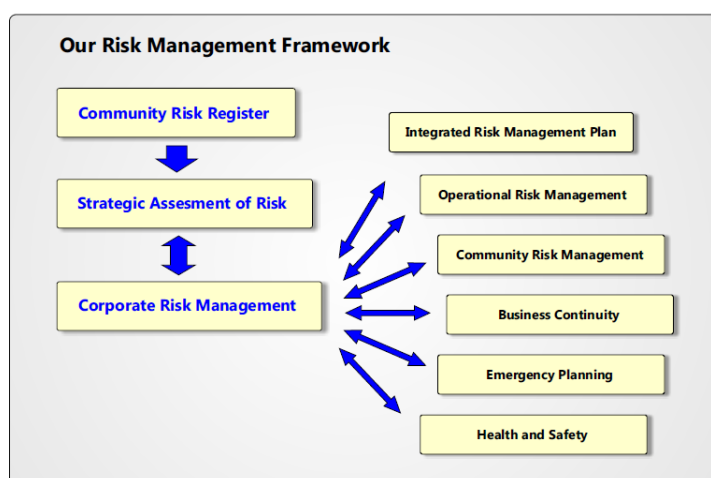 Our Risk Management Framework
Community Risk Register
Strategic Assesment of Risk
Corporate Risk Management
Integrated Risk Management Plan
Operational Risk Management
Community Risk Management
Business Continuity
Emergency Planning
Health and Safety